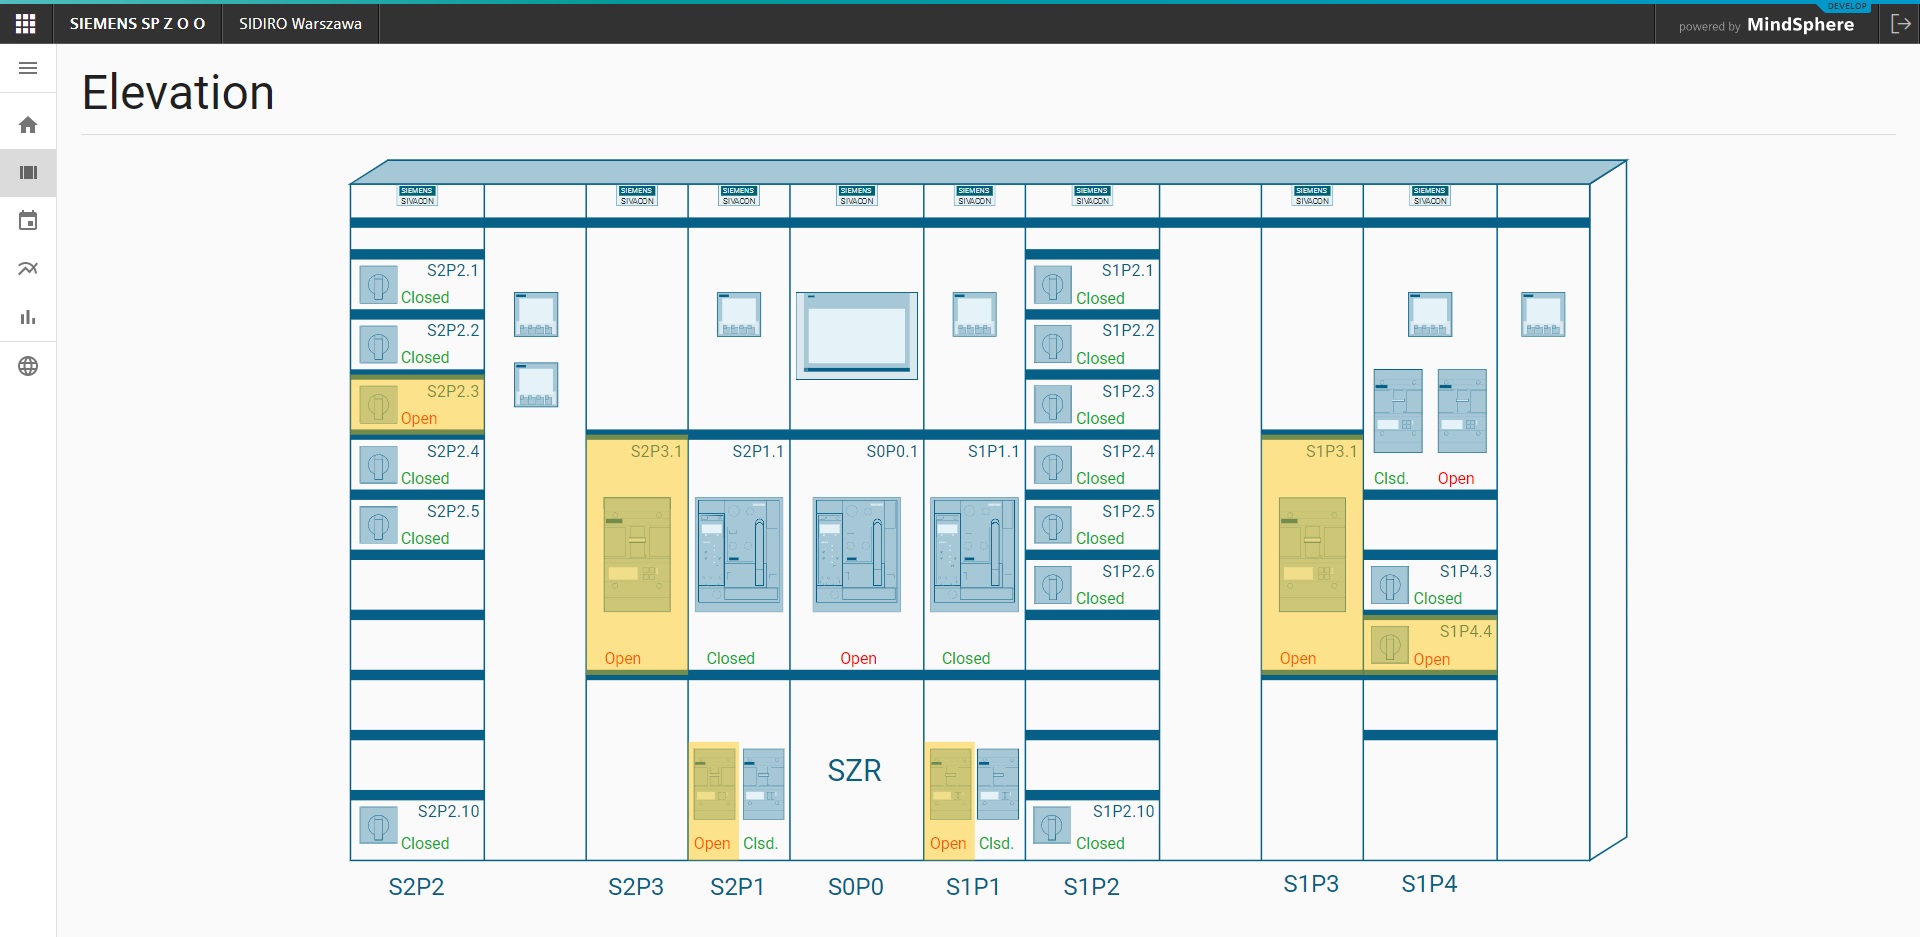 DEVELOP
SIEMENS SP Z O O
SIDIRO Warszawa
powered by MindSphere
Elevation
SIEMENS SIEMENS SIEMENS SIEMENS SIEMENS SIEMENS SIEMENS SIEMENS
SIVACON SIVACON SIVACON SIVACON SIVACON SIVACON SIVACON SIVACON
S2P2.1 S1P2.1
Closed Closed
S2P2.2 S1P2.2
Closed Closed
S2P2.3 S1P2.3
Open Closed
S2P2.4 S2P3.1 S2P1.1 S0P0.1 S1P1.1 S1P2.4 S1P3.1
Closed Closed Clsd. Open
S2P2.5 S1P2.5
Closed Closed
S1P2.6 S1P4.3
Closed Closed
S1P4.4
Open Closed Open Closed Open Open
SZR
S2P2.10 S1P2.10
Closed Open Clsd. Open Clsd. Closed
S2P2 S2P3 S2P1 S0P0 S1P1 S1P2 S1P3 S1P4